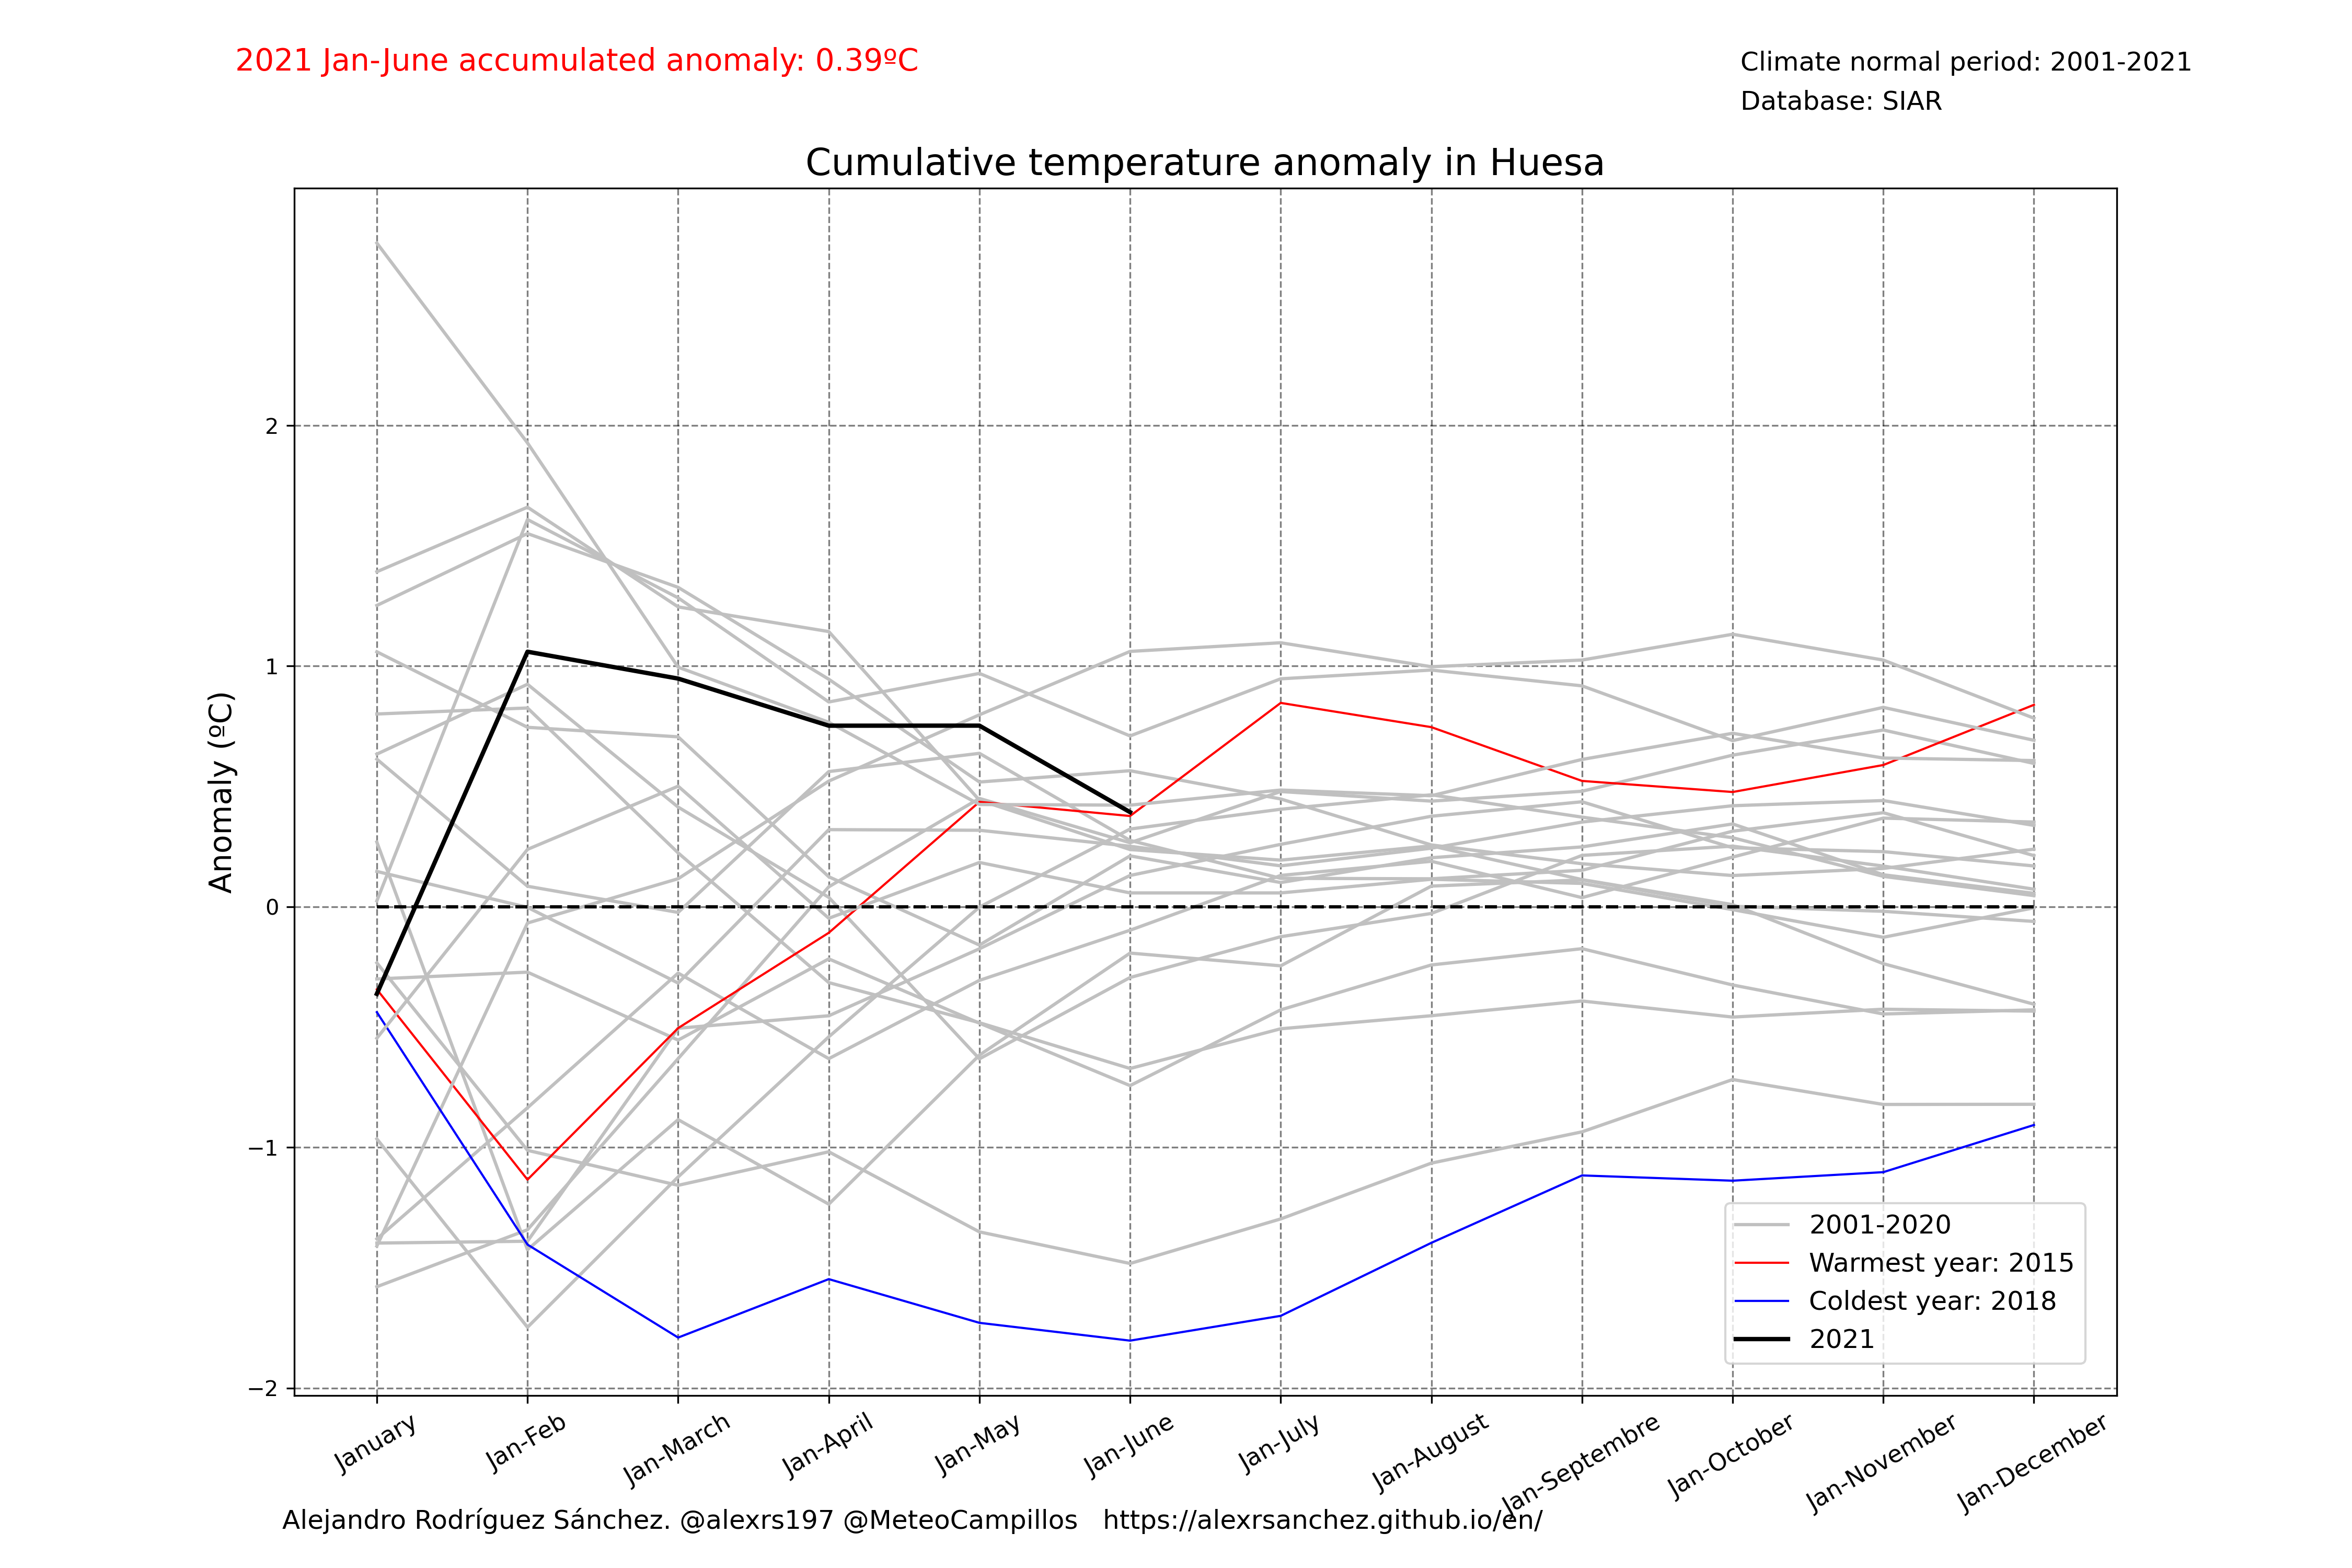 2021 Jan-June accumulated anomaly: 0.39ºC
Climate normal period: 2001-2021
Database: SIAR
Cumulative temperature anomaly in Huesa
Anomaly (ºC)
2
1
0
−1
−2
2001-2020
Warmest year: 2015
Coldest year: 2018
2021
January
Jan-Feb
Jan-March
Jan-April
Jan-May
Jan-June
Jan-July
Jan-August
Jan-Septembre
Jan-October
Jan-November
Jan-December
Alejandro Rodríguez Sánchez. @alexrs197 @MeteoCampillos https://alexrsanchez.github.io/en/